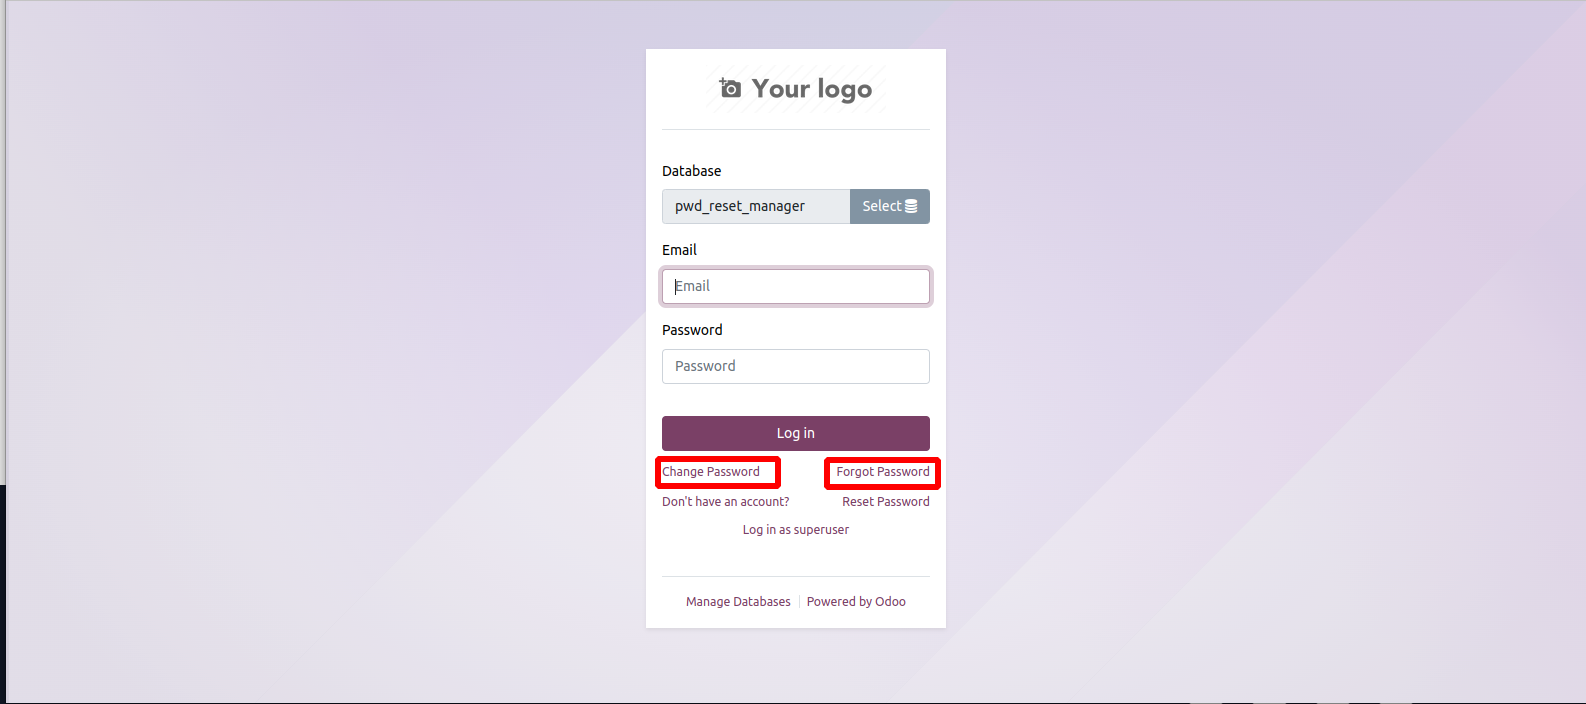 Your logo
Database
pwd_reset_manager Select
Email
Email
Password
Password
Log in
Change Password Forgot Password
Don't have an account? Reset Password
Log in as superuser
Manage Databases Powered by Odoo